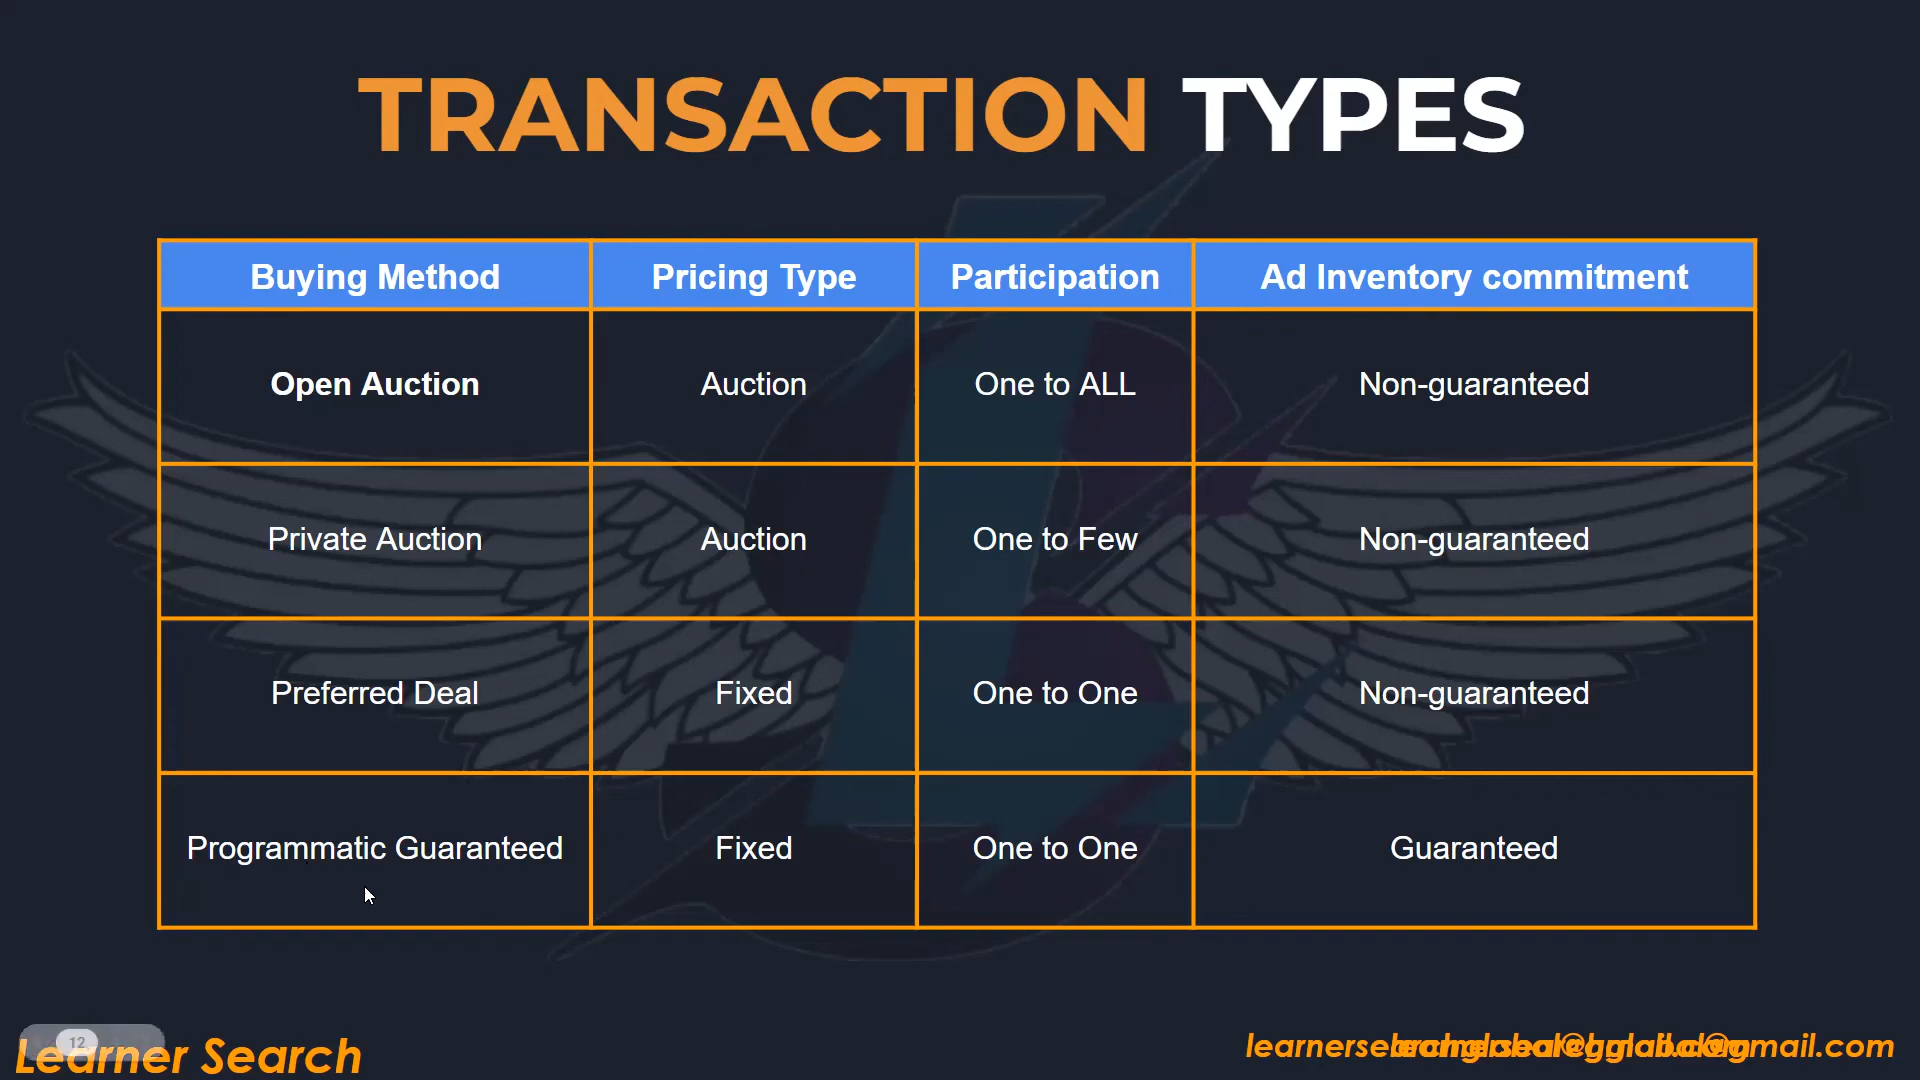 TRANSACTION TYPES
Buying Method Pricing Type Participation Ad Inventory commitment
Open Auction Auction One to ALL Non-guaranteed
Private Auction Auction One to Few Non-guaranteed
Preferred Deal Fixed One to One Non-guaranteed
Programmatic Guaranteed Fixed One to One Guaranteed
12
Learner Search